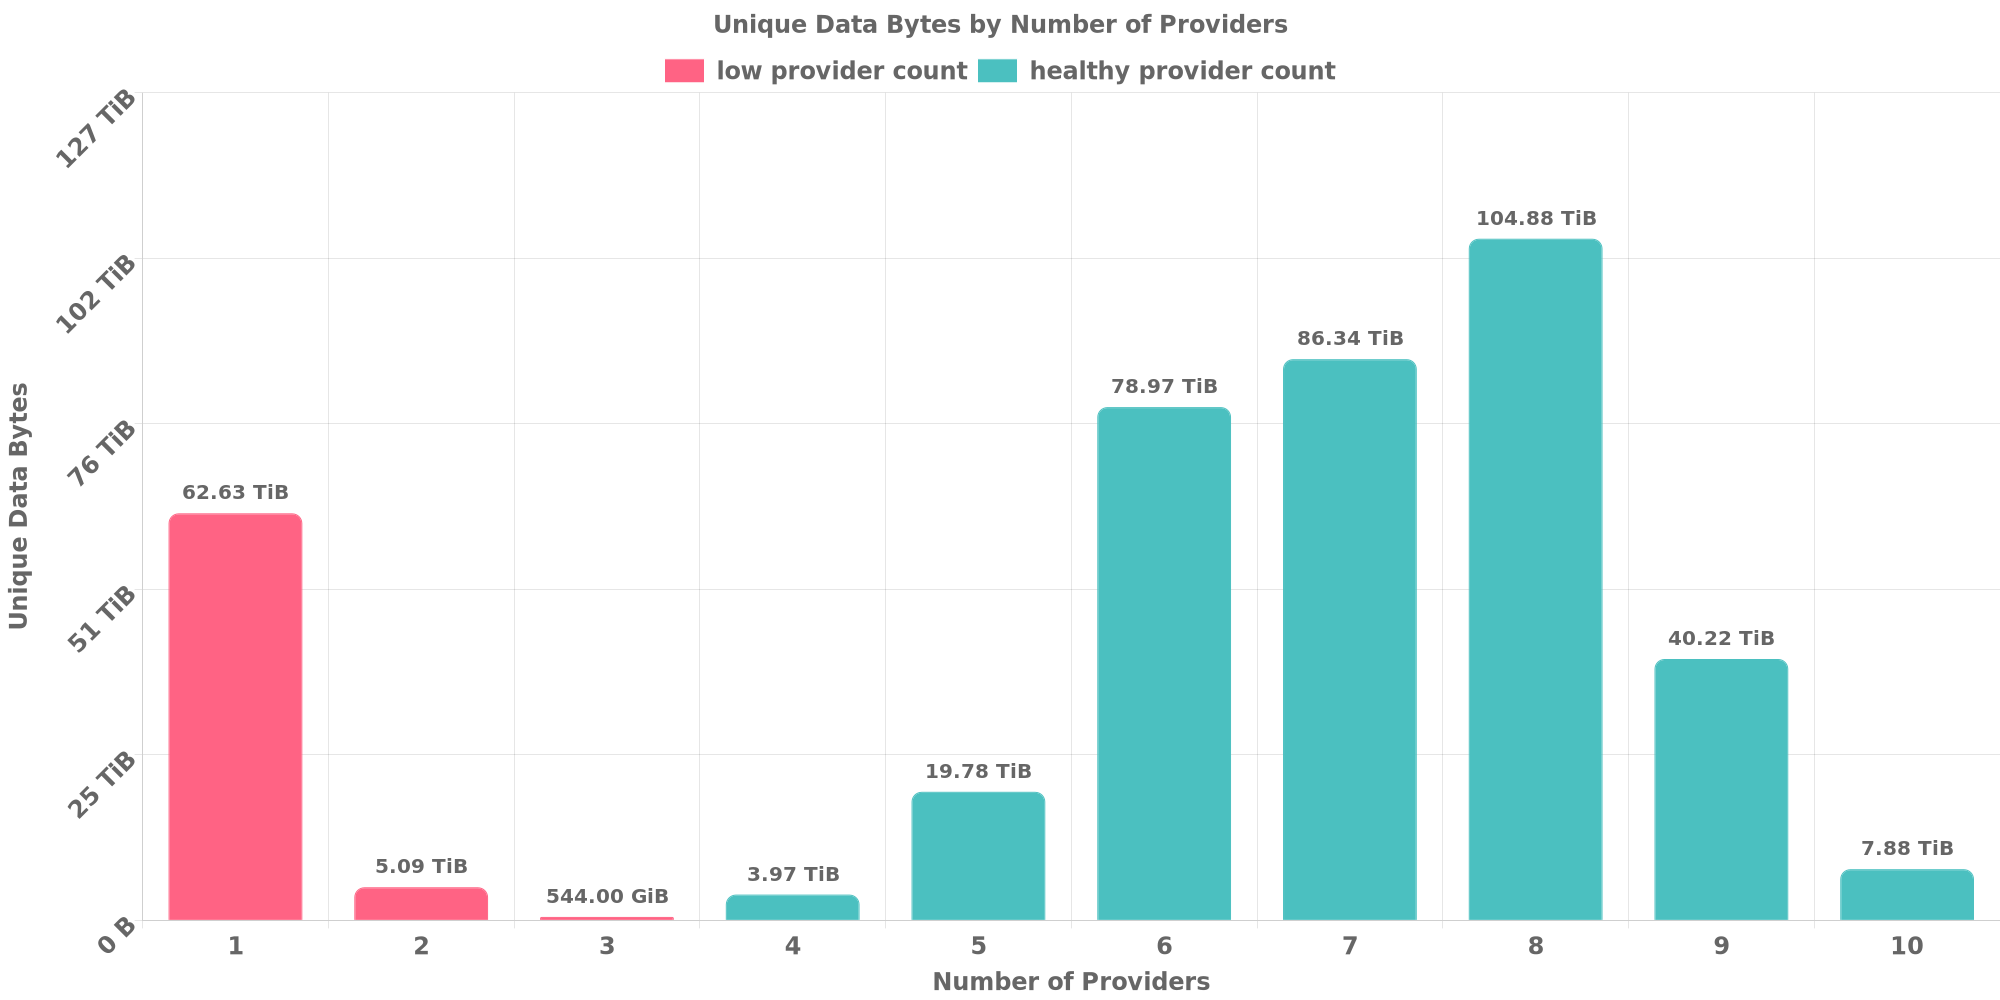 Unique Data Bytes by Number of Providers
low provider count healthy provider count
127 TiB
102 TiB
76 TiB
51 TiB
25 TiB
0 B
Unique Data Bytes
62.63 TiB
5.09 TiB
544.00 GiB
3.97 TiB
19.78 TiB
78.97 TiB
86.34 TiB
104.88 TiB
40.22 TiB
7.88 TiB
1 2 3 4 5 6 7 8 9 10
Number of Providers